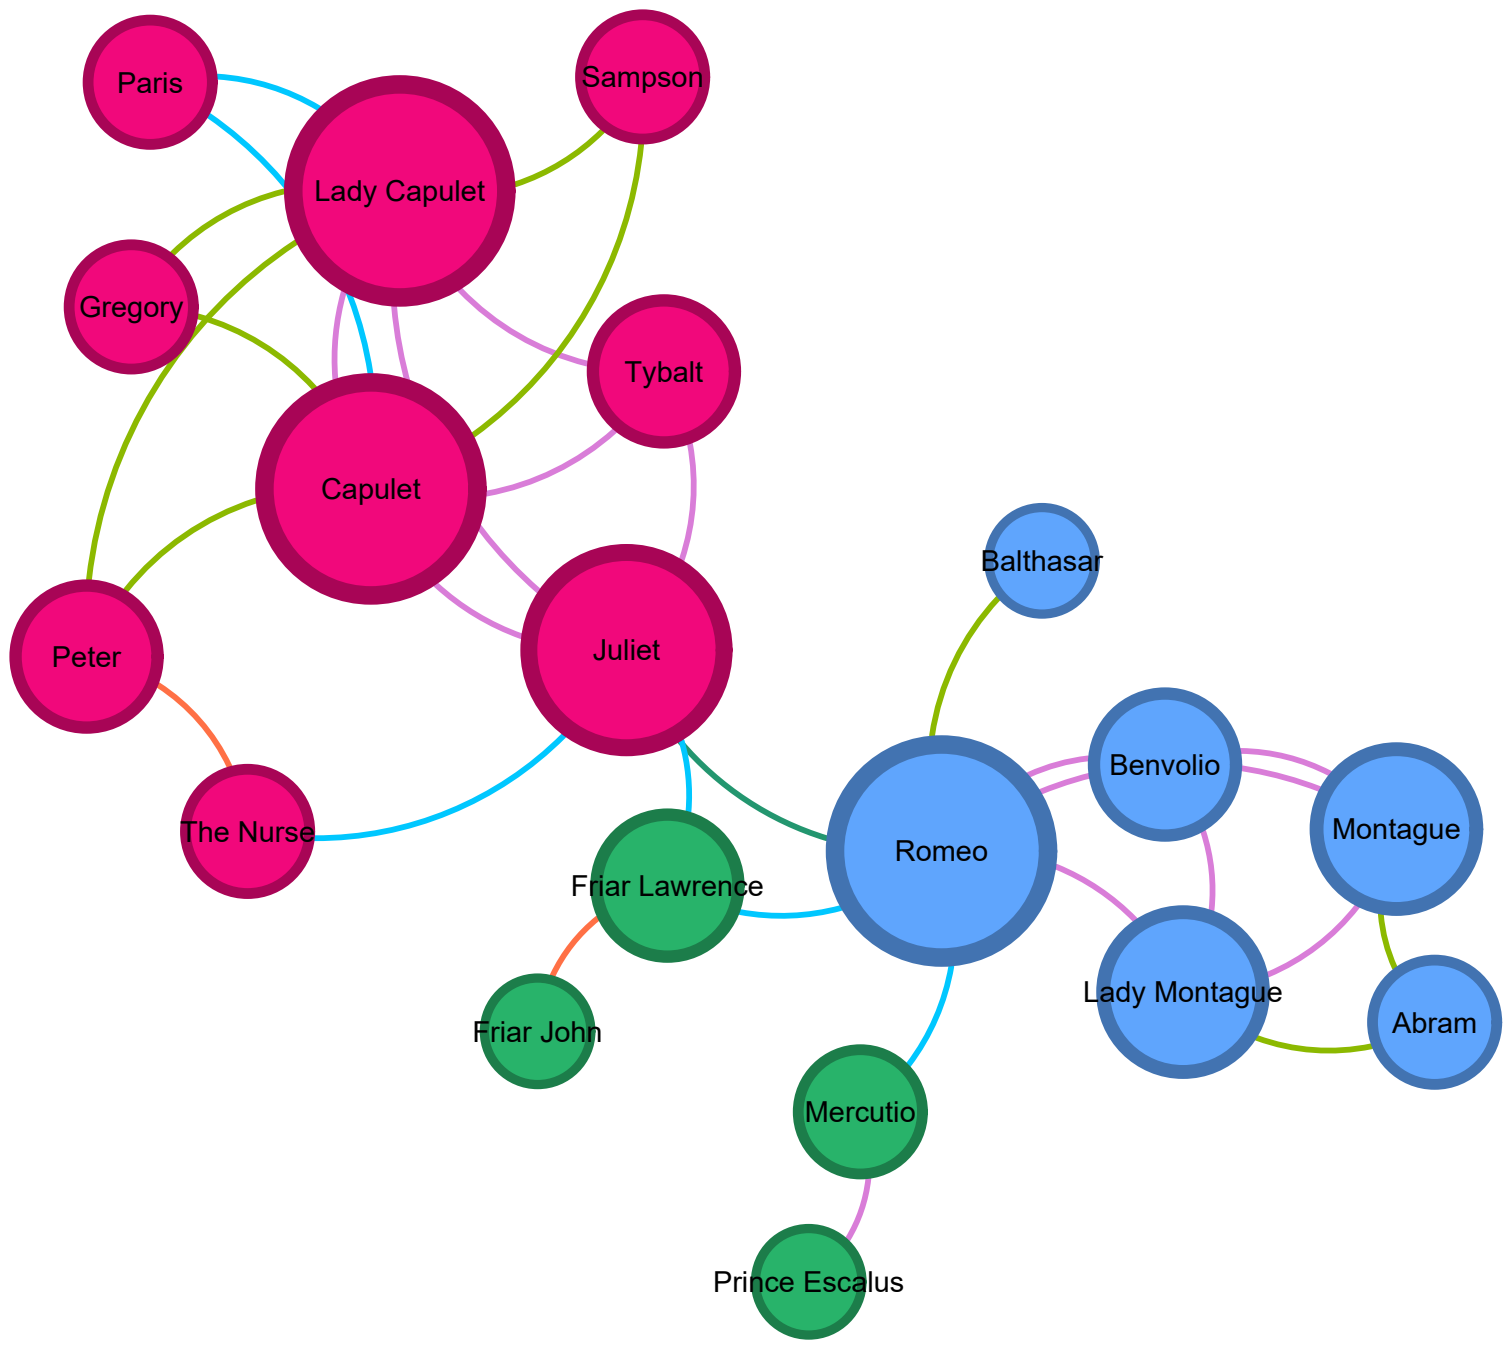 Paris
Sampson
Lady Capulet
Gregory
Tybalt
Capulet
Balthasar
Juliet
Peter
Benvolio
The Nurse
Montague
Romeo
Friar Lawrence
Lady Montague
Abram
Friar John
Mercutio
Prince Escalus